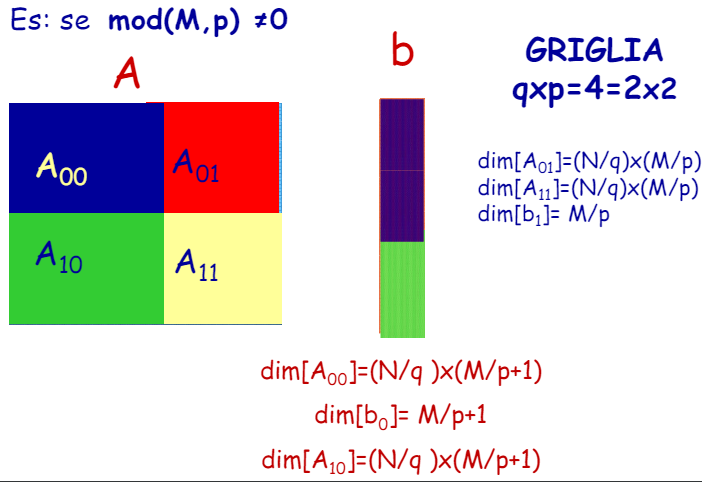 Es: se mod(M,p) ≠0
A
b
GRIGLIA
qxp=4=2x2
A₀₀
A₀₁
A₁₀
A₁₁
dim[A₀₁]=(N/q)x(M/p)
dim[A₁₁]=(N/q)x(M/p)
dim[b₁]= M/p
dim[A₀₀]=(N/q )x(M/p+1)
dim[b₀]= M/p+1
dim[A₁₀]=(N/q )x(M/p+1)